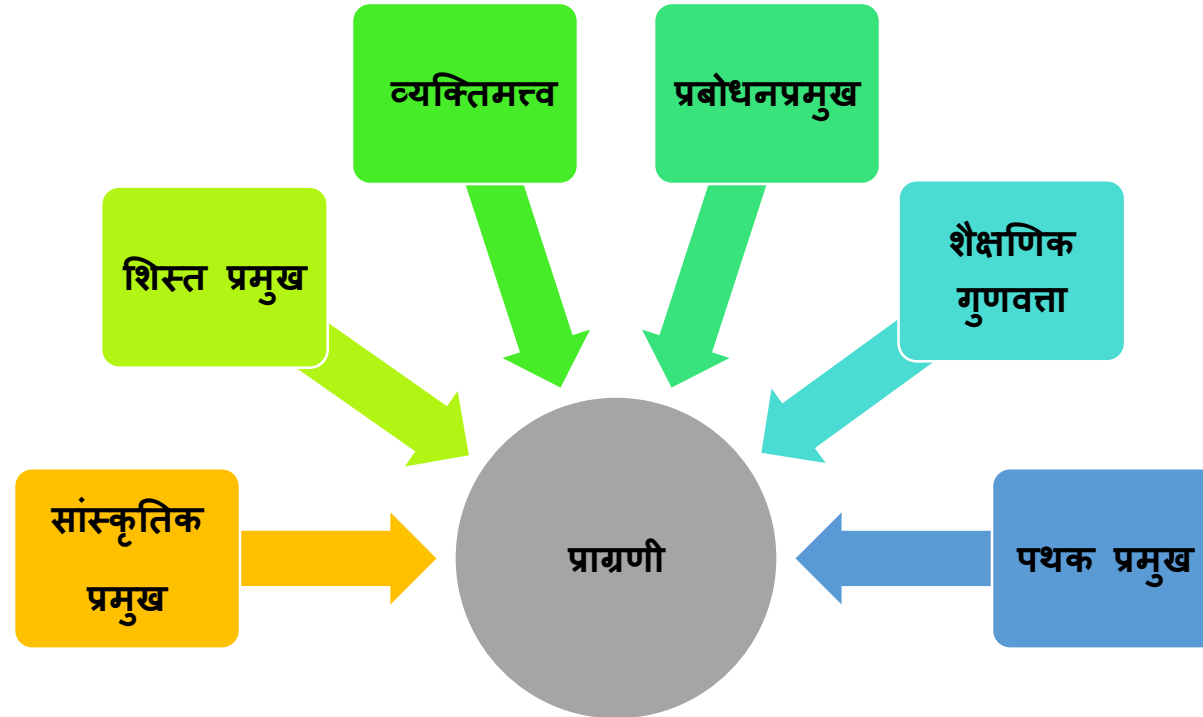 व्यक्तिमत्त्व
प्रबोधनप्रमुख
शिस्त प्रमुख
शैक्षणिक
गुणवत्ता
सांस्कृतिक
प्रमुख
प्राग्रणी
पथक प्रमुख